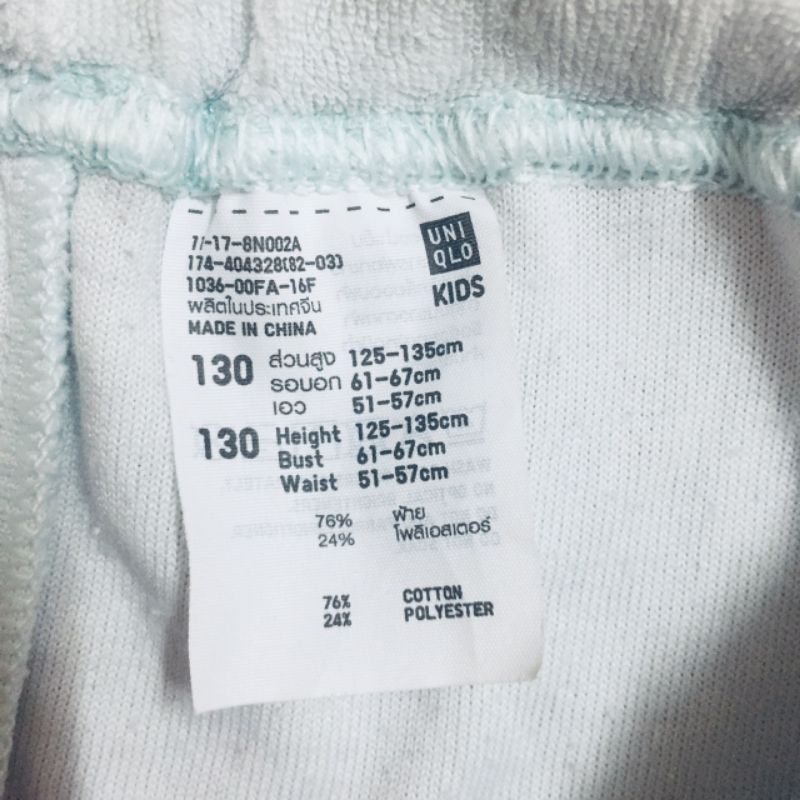 UNI
QLO
KIDS
7/-17-8N002A
174-404328(82-03)
1036-00FA-16F
ผลิตในประเทศจีน
MADE IN CHINA
130 ส่วนสูง 125-135cm
รอบอก 61-67cm
เอว 51-57cm
130 Height 125-135cm
Bust 61-67cm
Waist 51-57cm
76% ฝ้าย
24% โพลิเอสเตอร์
76% COTTON
24% POLYESTER